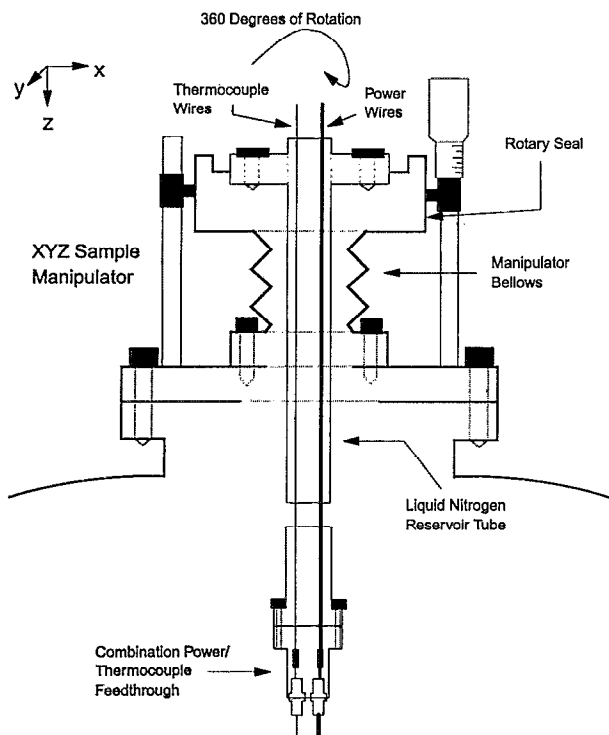 360 Degrees of Rotation
x
y
z
Thermocouple
Wires
Power
Wires
Rotary Seal
XYZ Sample
Manipulator
Manipulator
Bellows
Liquid Nitrogen
Reservoir Tube
Combination Power/
Thermocouple
Feedthrough